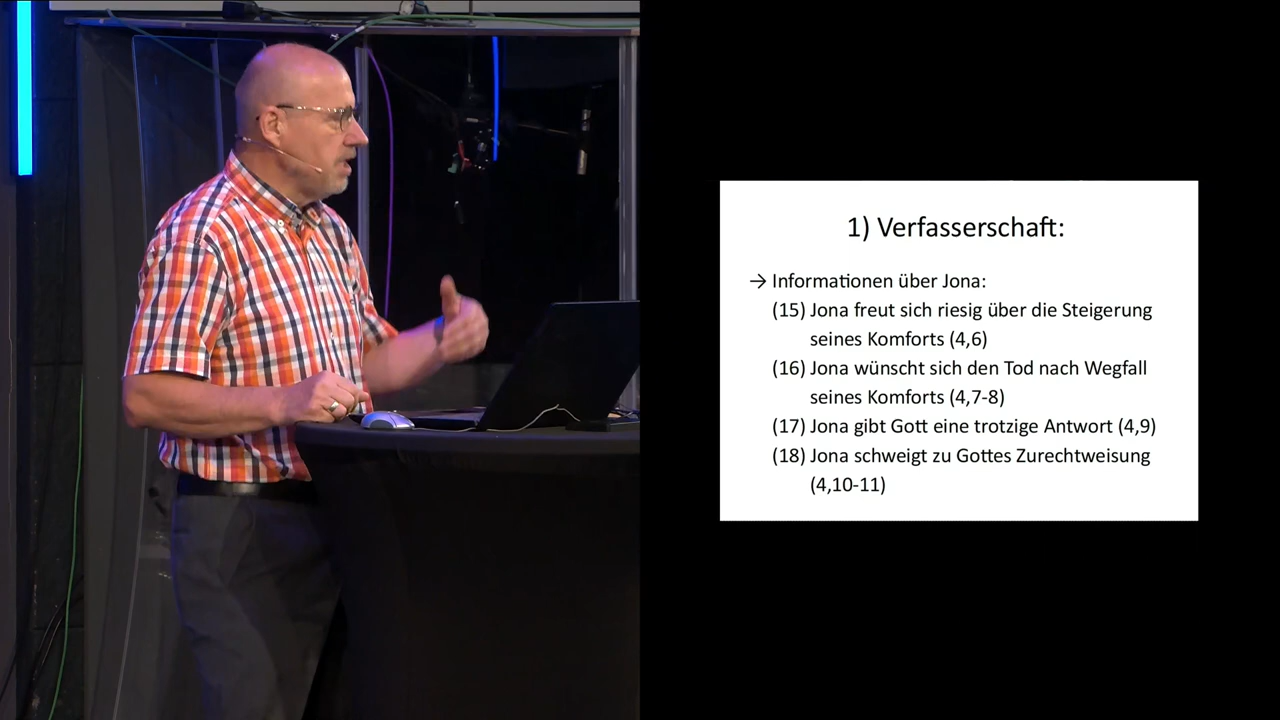 1) Verfasserschaft:
→ Informationen über Jona:
(15) Jona freut sich riesig über die Steigerung
seines Komforts (4,6)
(16) Jona wünscht sich den Tod nach Wegfall
seines Komforts (4,7-8)
(17) Jona gibt Gott eine trotzige Antwort (4,9)
(18) Jona schweigt zu Gottes Zurechtweisung
(4,10-11)